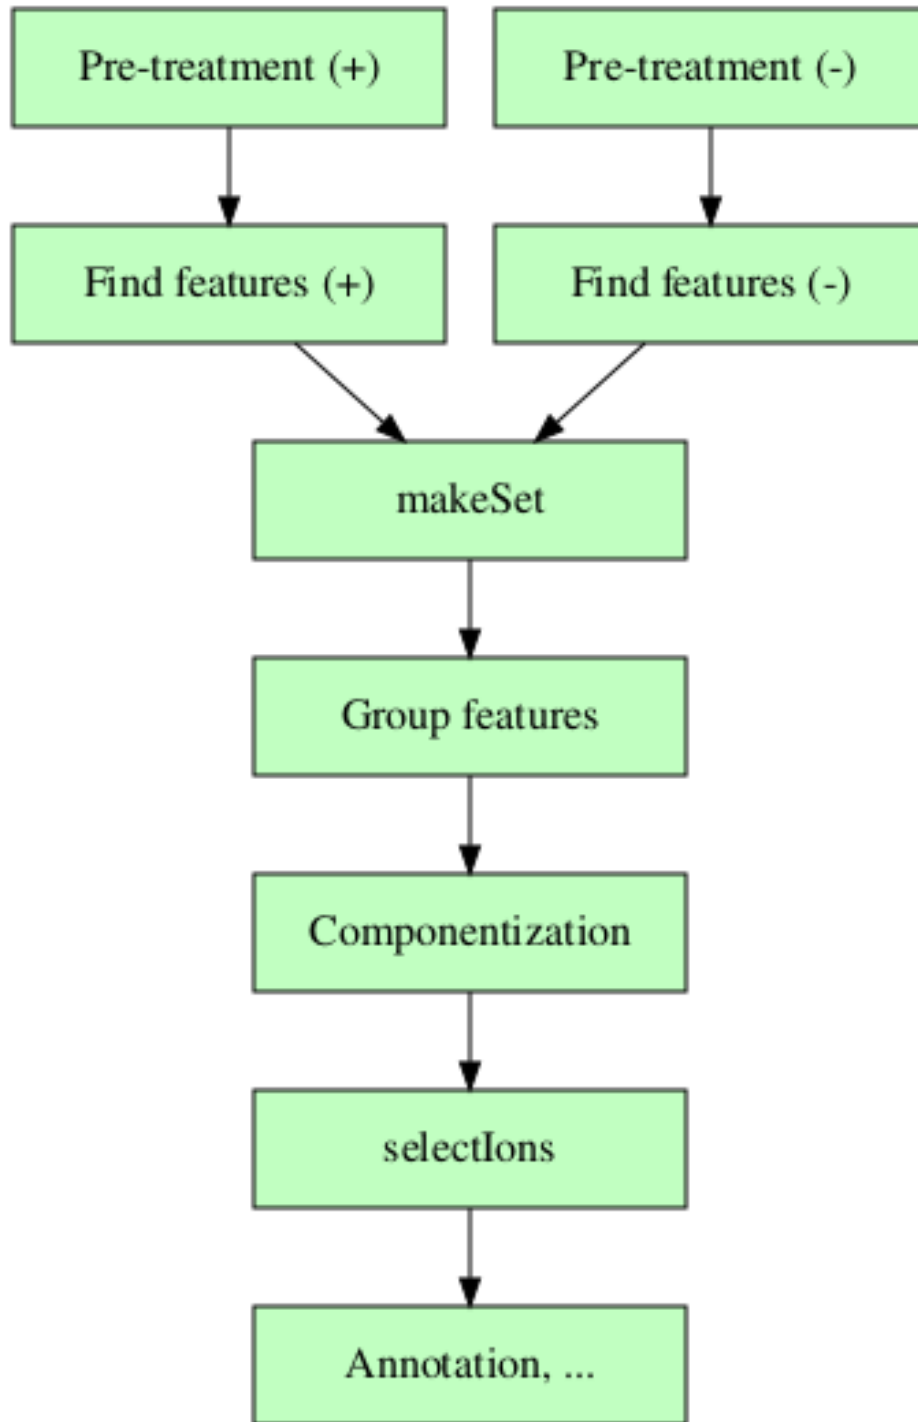 Pre-treatment (+)
Pre-treatment (-)
Find features (+)
Find features (-)
makeSet
Group features
Componentization
selectIons
Annotation, ...